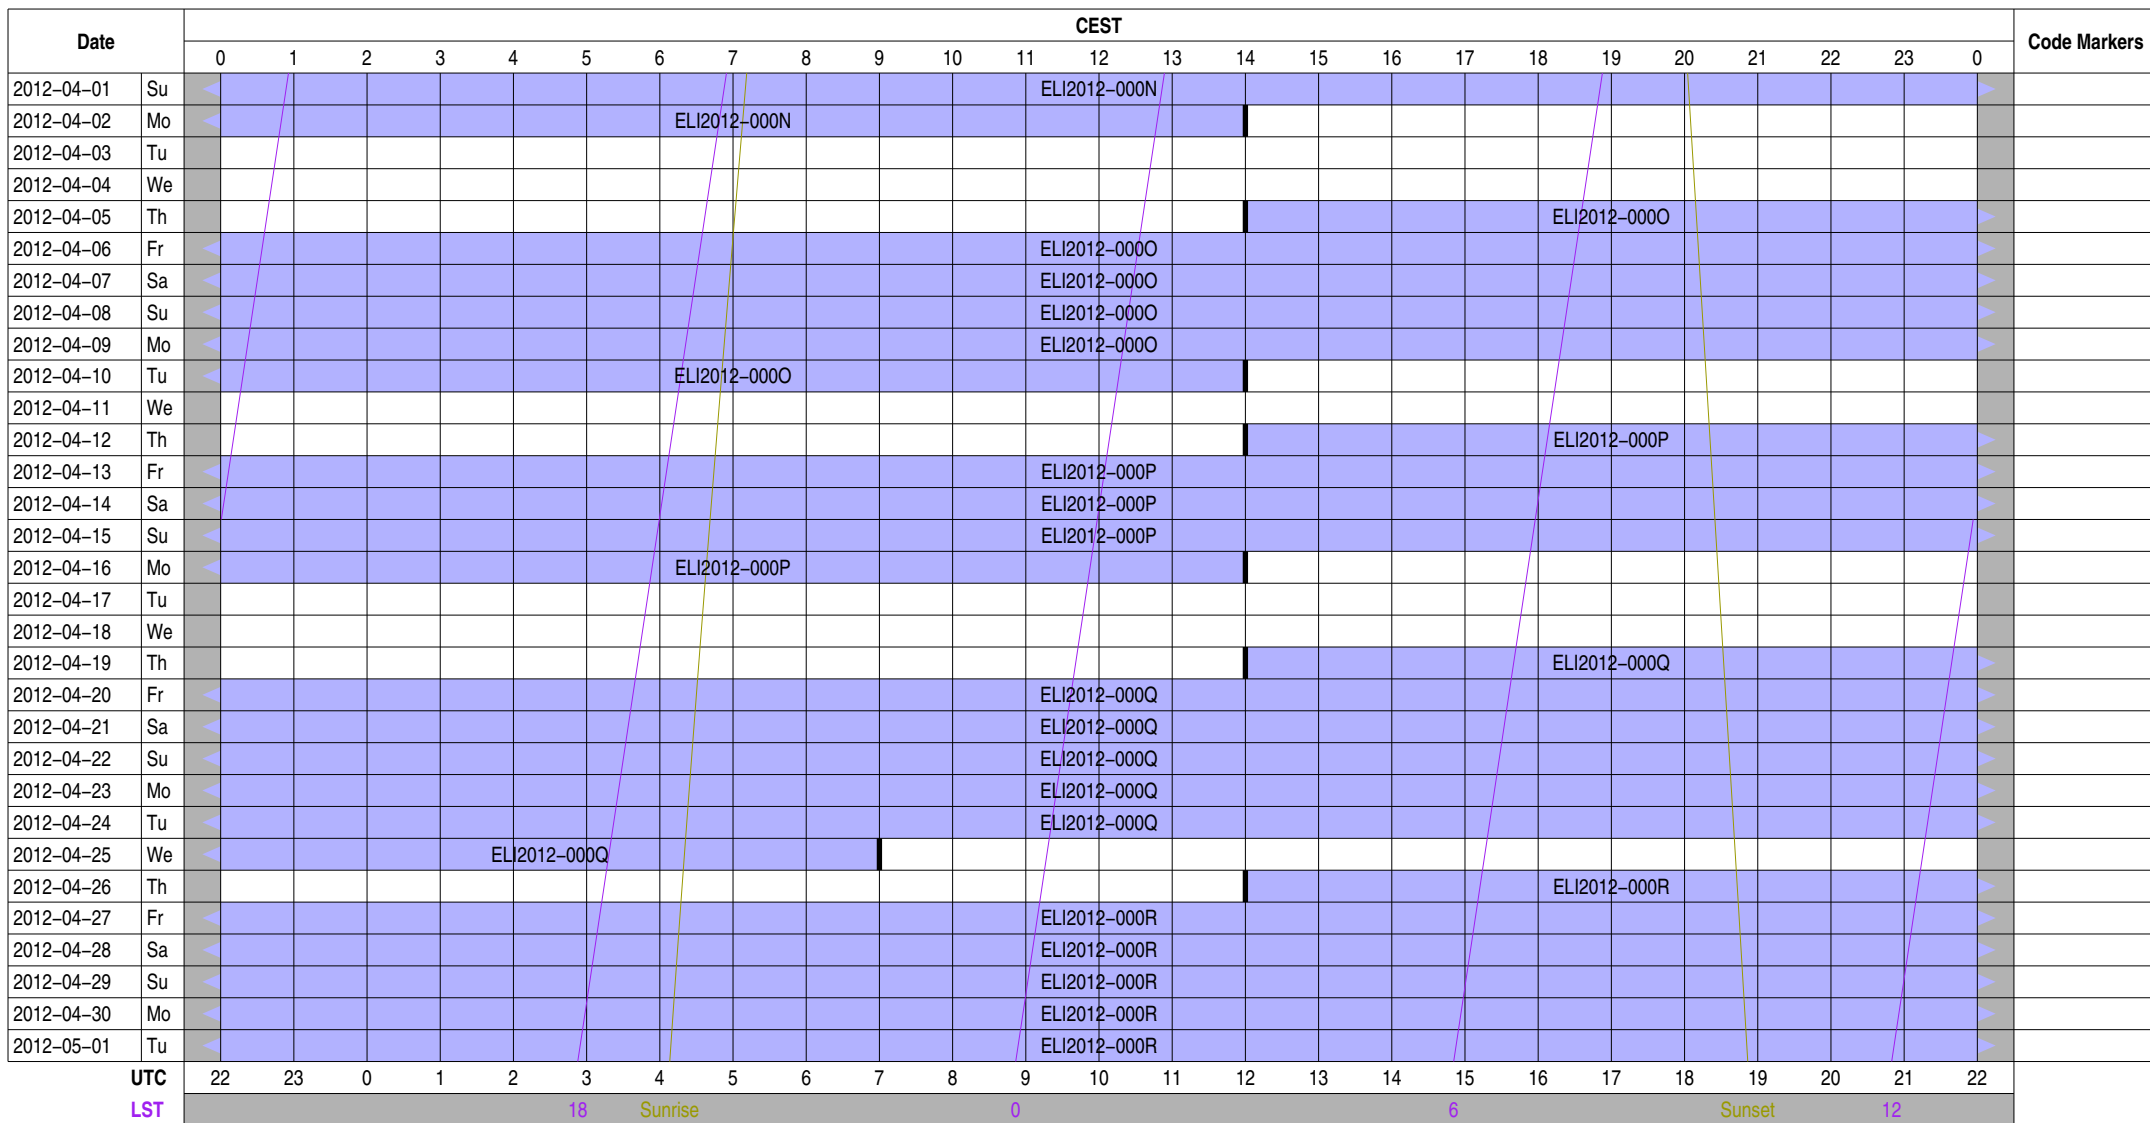 Date CEST Code Markers
0 1 2 3 4 5 6 7 8 9 10 11 12 13 14 15 16 17 18 19 20 21 22 23 0
2012-04-01 Su ELI2012-000N
2012-04-02 Mo ELI2012-000N
2012-04-03 Tu
2012-04-04 We
2012-04-05 Th ELI2012-000O
2012-04-06 Fr ELI2012-000O
2012-04-07 Sa ELI2012-000O
2012-04-08 Su ELI2012-000O
2012-04-09 Mo ELI2012-000O
2012-04-10 Tu ELI2012-000O
2012-04-11 We
2012-04-12 Th ELI2012-000P
2012-04-13 Fr ELI2012-000P
2012-04-14 Sa ELI2012-000P
2012-04-15 Su ELI2012-000P
2012-04-16 Mo ELI2012-000P
2012-04-17 Tu
2012-04-18 We
2012-04-19 Th ELI2012-000Q
2012-04-20 Fr ELI2012-000Q
2012-04-21 Sa ELI2012-000Q
2012-04-22 Su ELI2012-000Q
2012-04-23 Mo ELI2012-000Q
2012-04-24 Tu ELI2012-000Q
2012-04-25 We ELI2012-000Q
2012-04-26 Th ELI2012-000R
2012-04-27 Fr ELI2012-000R
2012-04-28 Sa ELI2012-000R
2012-04-29 Su ELI2012-000R
2012-04-30 Mo ELI2012-000R
2012-05-01 Tu ELI2012-000R
UTC 22 23 0 1 2 3 4 5 6 7 8 9 10 11 12 13 14 15 16 17 18 19 20 21 22
LST 18 Sunrise 0 6 Sunset 12